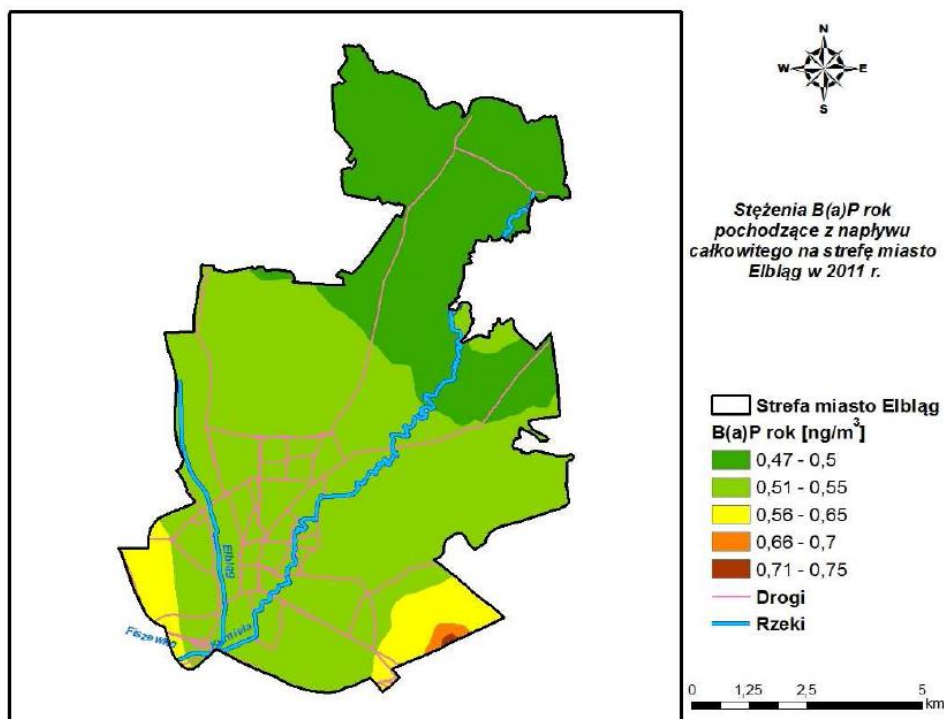 N
W E
S
Stężenia B(a)P rok
pochodzące z napływu
całkowitego na strefę miasto
Elbląg w 2011 r.
Strefa miasto Elbląg
B(a)P rok [ng/m³]
0,47 - 0,5
0,51 - 0,55
0,56 - 0,65
0,66 - 0,7
0,71 - 0,75
Drogi
Rzeki
0 1,25 2,5 5
km
Elbląg
Fiszewka
Kumiela